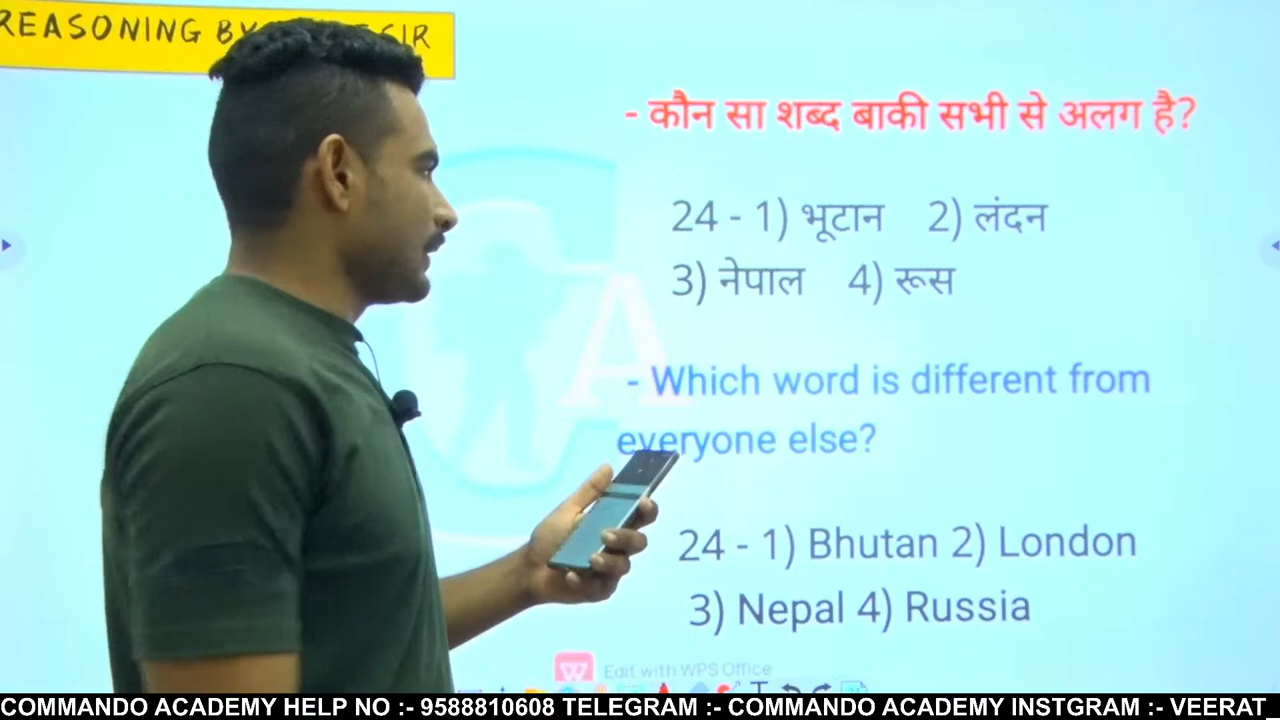 REASONING BY SIR
- कौन सा शब्द बाकी सभी से अलग है?
24 - 1) भूटान 2) लंदन
3) नेपाल 4) रूस
A
- Which word is different from
everyone else?
24 - 1) Bhutan 2) London
3) Nepal 4) Russia
Edit with WPS Office
COMMANDO ACADEMY HELP NO :- 9588810608 TELEGRAM :- COMMANDO ACADEMY INSTGRAM :- VEERAT